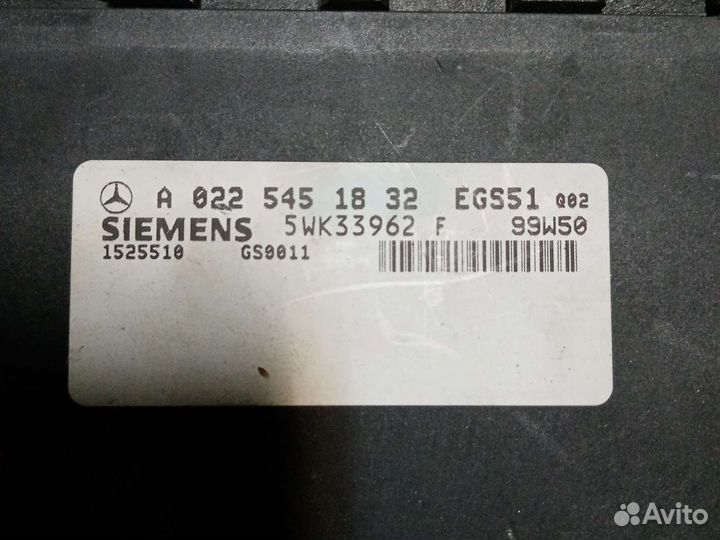 A 022 545 18 32 EGS51 Q02
SIEMENS 5WK33962 F 99W50
1525510 GS0011
Avito